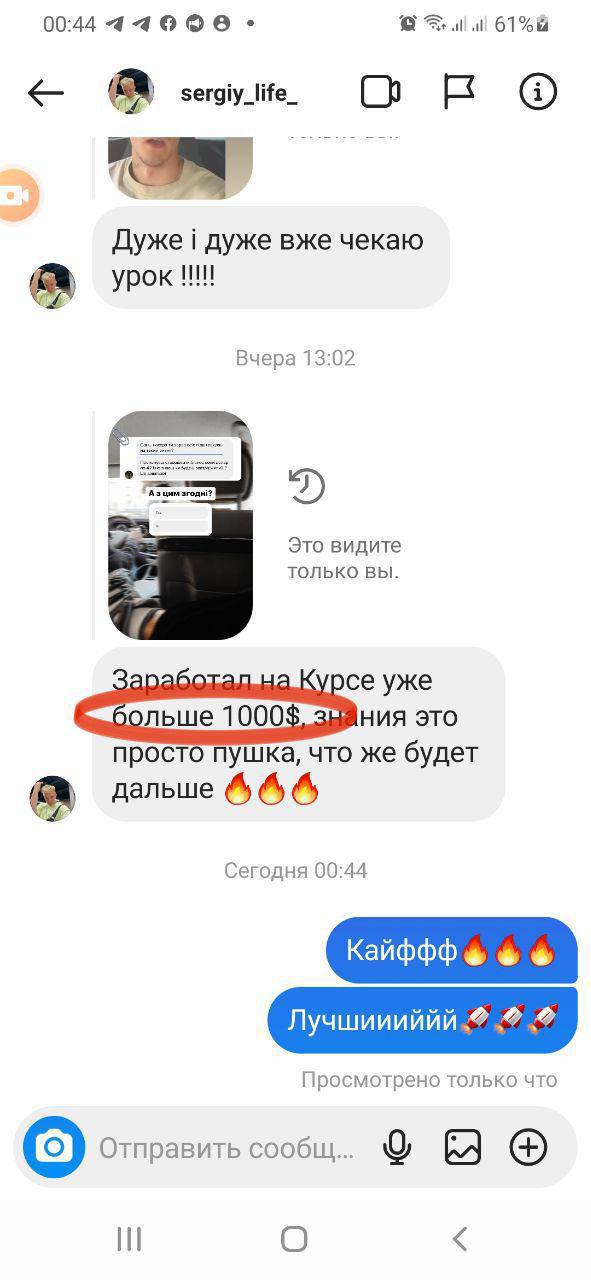 00:44
61%
sergiy_life_
Дуже і дуже вже чекаю
урок !!!!!
Вчера 13:02
А з цим згодні?
Это видите
только вы.
Заработал на Курсе уже
больше 1000$, знания это
просто пушка, что же будет
дальше 🔥🔥🔥
Сегодня 00:44
Кайффф🔥🔥🔥
Лучшиииййй🚀🚀🚀
Просмотрено только что
Отправить сообщ...